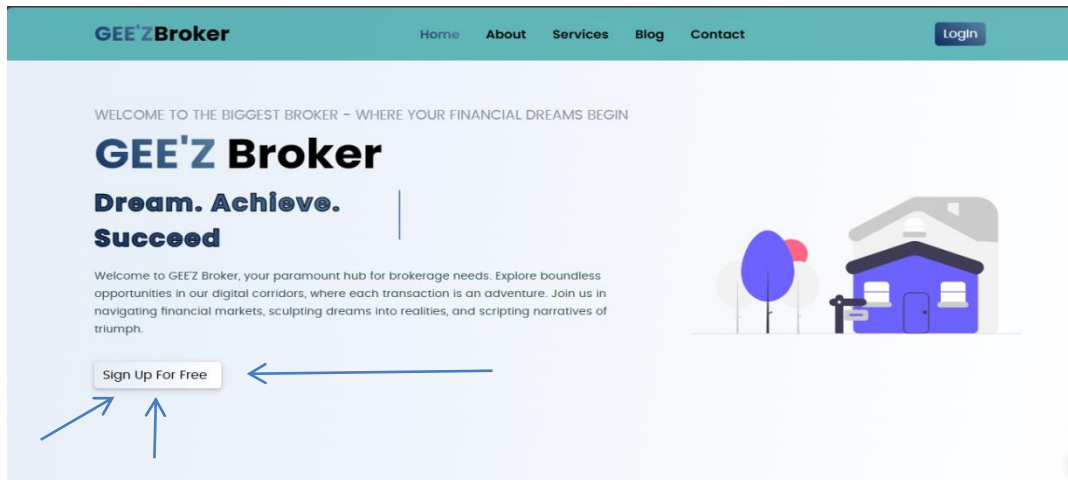 GEE'ZBroker
Home About Services Blog Contact
LogIn
WELCOME TO THE BIGGEST BROKER - WHERE YOUR FINANCIAL DREAMS BEGIN
GEE'Z Broker
Dream. Achieve.
Succeed
Welcome to GEE'Z Broker, your paramount hub for brokerage needs. Explore boundless
opportunities in our digital corridors, where each transaction is an adventure. Join us in
navigating financial markets, sculpting dreams into realities, and scripting narratives of
triumph.
Sign Up For Free